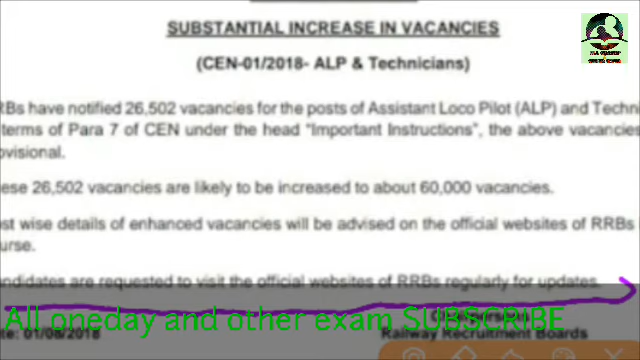 SUBSTANTIAL INCREASE IN VACANCIES
(CEN-01/2018- ALP & Technicians)
RBs have notified 26,502 vacancies for the posts of Assistant Loco Pilot (ALP) and Techn
terms of Para 7 of CEN under the head "Important Instructions", the above vacancies
ovisional.
ese 26,502 vacancies are likely to be increased to about 60,000 vacancies.
ost wise details of enhanced vacancies will be advised on the official websites of RRBs
urse.
andidates are requested to visit the official websites of RRBs regularly for updates.
Chairperson
All oneday and other exam SUBSCRIBE
te: 01/08/2018 Railway Recruitment Boards